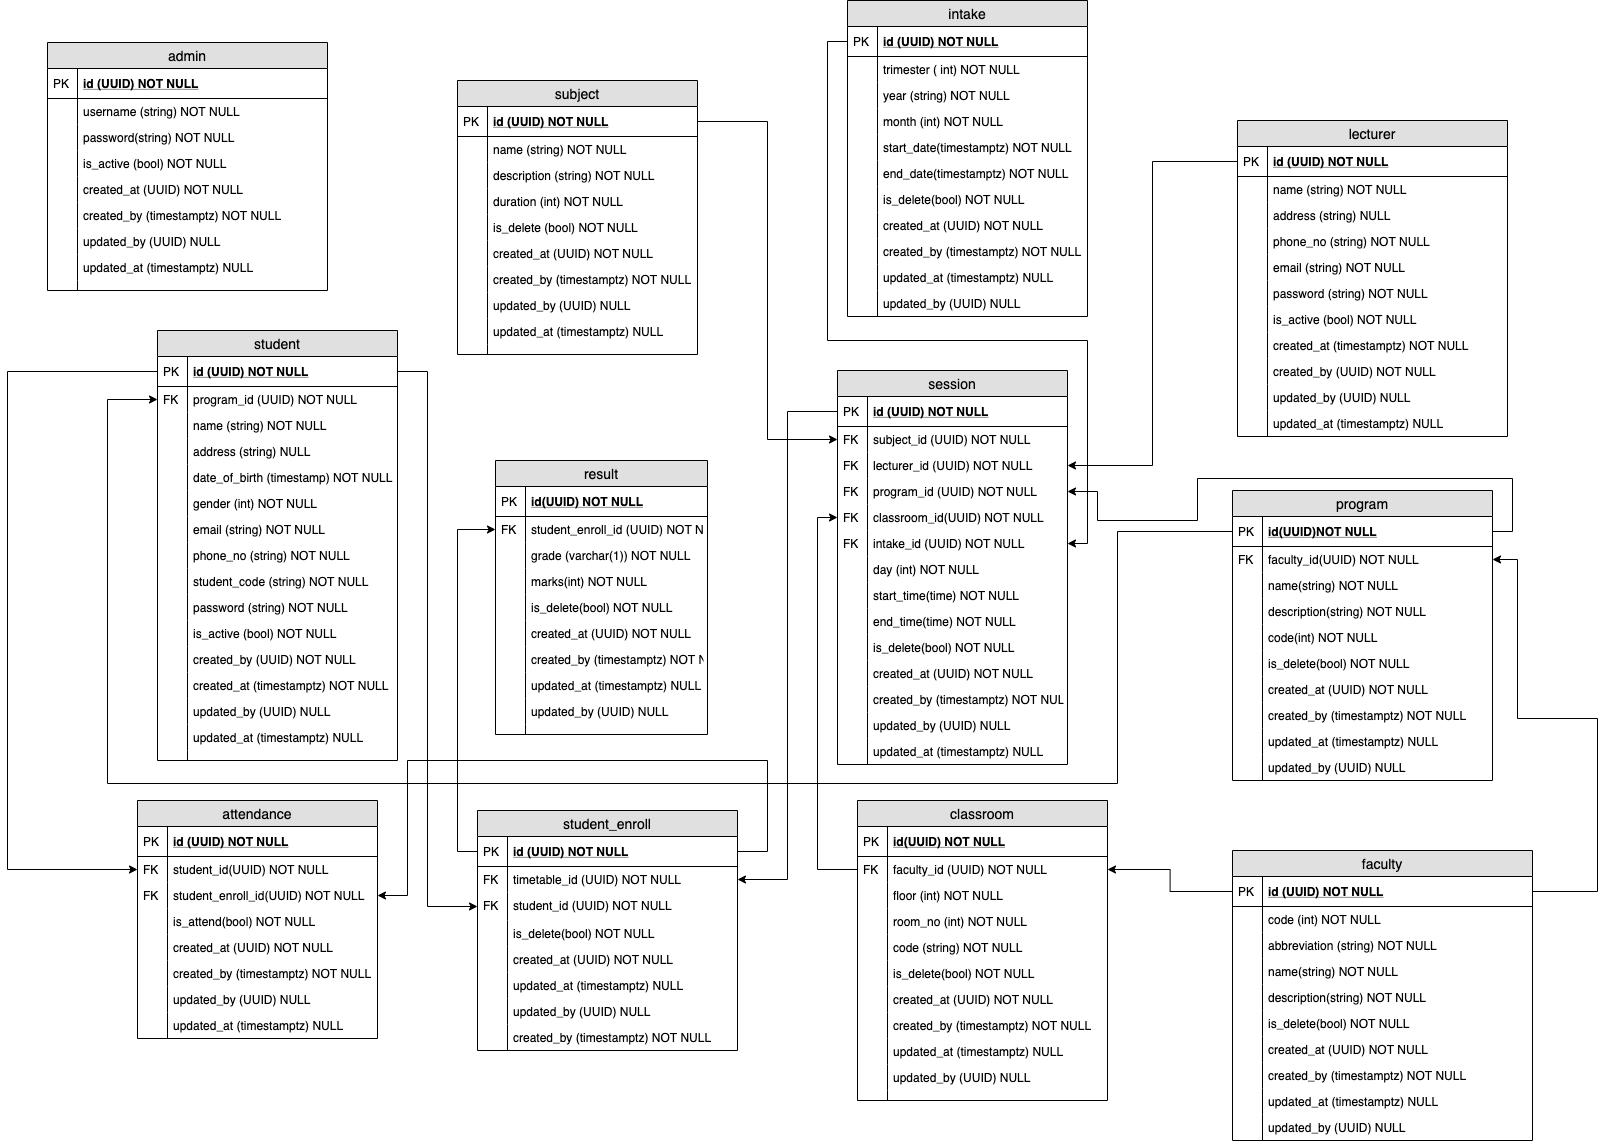 admin
PK id (UUID) NOT NULL
username (string) NOT NULL
password(string) NOT NULL
is_active (bool) NOT NULL
created_at (UUID) NOT NULL
created_by (timestamptz) NOT NULL
updated_by (UUID) NULL
updated_at (timestamptz) NULL
subject
PK id (UUID) NOT NULL
name (string) NOT NULL
description (string) NOT NULL
duration (int) NOT NULL
is_delete (bool) NOT NULL
created_at (UUID) NOT NULL
created_by (timestamptz) NOT NULL
updated_by (UUID) NULL
updated_at (timestamptz) NULL
intake
PK id (UUID) NOT NULL
trimester ( int) NOT NULL
year (string) NOT NULL
month (int) NOT NULL
start_date(timestamptz) NOT NULL
end_date(timestamptz) NOT NULL
is_delete(bool) NOT NULL
created_at (UUID) NOT NULL
created_by (timestamptz) NOT NULL
updated_at (timestamptz) NULL
updated_by (UUID) NULL
lecturer
PK id (UUID) NOT NULL
name (string) NOT NULL
address (string) NULL
phone_no (string) NOT NULL
email (string) NOT NULL
password (string) NOT NULL
is_active (bool) NOT NULL
created_at (timestamptz) NOT NULL
created_by (UUID) NOT NULL
updated_by (UUID) NULL
updated_at (timestamptz) NULL
student
PK id (UUID) NOT NULL
FK program_id (UUID) NOT NULL
name (string) NOT NULL
address (string) NULL
date_of_birth (timestamp) NOT NULL
gender (int) NOT NULL
email (string) NOT NULL
phone_no (string) NOT NULL
student_code (string) NOT NULL
password (string) NOT NULL
is_active (bool) NOT NULL
created_by (UUID) NOT NULL
created_at (timestamptz) NOT NULL
updated_by (UUID) NULL
updated_at (timestamptz) NULL
result
PK id(UUID) NOT NULL
FK student_enroll_id (UUID) NOT N
grade (varchar(1)) NOT NULL
marks(int) NOT NULL
is_delete(bool) NOT NULL
created_at (UUID) NOT NULL
created_by (timestamptz) NOT N
updated_at (timestamptz) NULL
updated_by (UUID) NULL
session
PK id (UUID) NOT NULL
FK subject_id (UUID) NOT NULL
FK lecturer_id (UUID) NOT NULL
FK program_id (UUID) NOT NULL
FK classroom_id(UUID) NOT NULL
FK intake_id (UUID) NOT NULL
day (int) NOT NULL
start_time(time) NOT NULL
end_time(time) NOT NULL
is_delete(bool) NOT NULL
created_at (UUID) NOT NULL
created_by (timestamptz) NOT NUL
updated_by (UUID) NULL
updated_at (timestamptz) NULL
program
PK id(UUID)NOT NULL
FK faculty_id(UUID) NOT NULL
name(string) NOT NULL
description(string) NOT NULL
code(int) NOT NULL
is_delete(bool) NOT NULL
created_at (UUID) NOT NULL
created_by (timestamptz) NOT NULL
updated_at (timestamptz) NULL
updated_by (UUID) NULL
attendance
PK id (UUID) NOT NULL
FK student_id(UUID) NOT NULL
FK student_enroll_id(UUID) NOT NULL
is_attend(bool) NOT NULL
created_at (UUID) NOT NULL
created_by (timestamptz) NOT NULL
updated_by (UUID) NULL
updated_at (timestamptz) NULL
student_enroll
PK id (UUID) NOT NULL
FK timetable_id (UUID) NOT NULL
FK student_id (UUID) NOT NULL
is_delete(bool) NOT NULL
created_at (UUID) NOT NULL
updated_at (timestamptz) NULL
updated_by (UUID) NULL
created_by (timestamptz) NOT NULL
classroom
PK id(UUID) NOT NULL
FK faculty_id (UUID) NOT NULL
floor (int) NOT NULL
room_no (int) NOT NULL
code (string) NOT NULL
is_delete(bool) NOT NULL
created_at (UUID) NOT NULL
created_by (timestamptz) NOT NULL
updated_at (timestamptz) NULL
updated_by (UUID) NULL
faculty
PK id (UUID) NOT NULL
code (int) NOT NULL
abbreviation (string) NOT NULL
name(string) NOT NULL
description(string) NOT NULL
is_delete(bool) NOT NULL
created_at (UUID) NOT NULL
created_by (timestamptz) NOT NULL
updated_at (timestamptz) NULL
updated_by (UUID) NULL